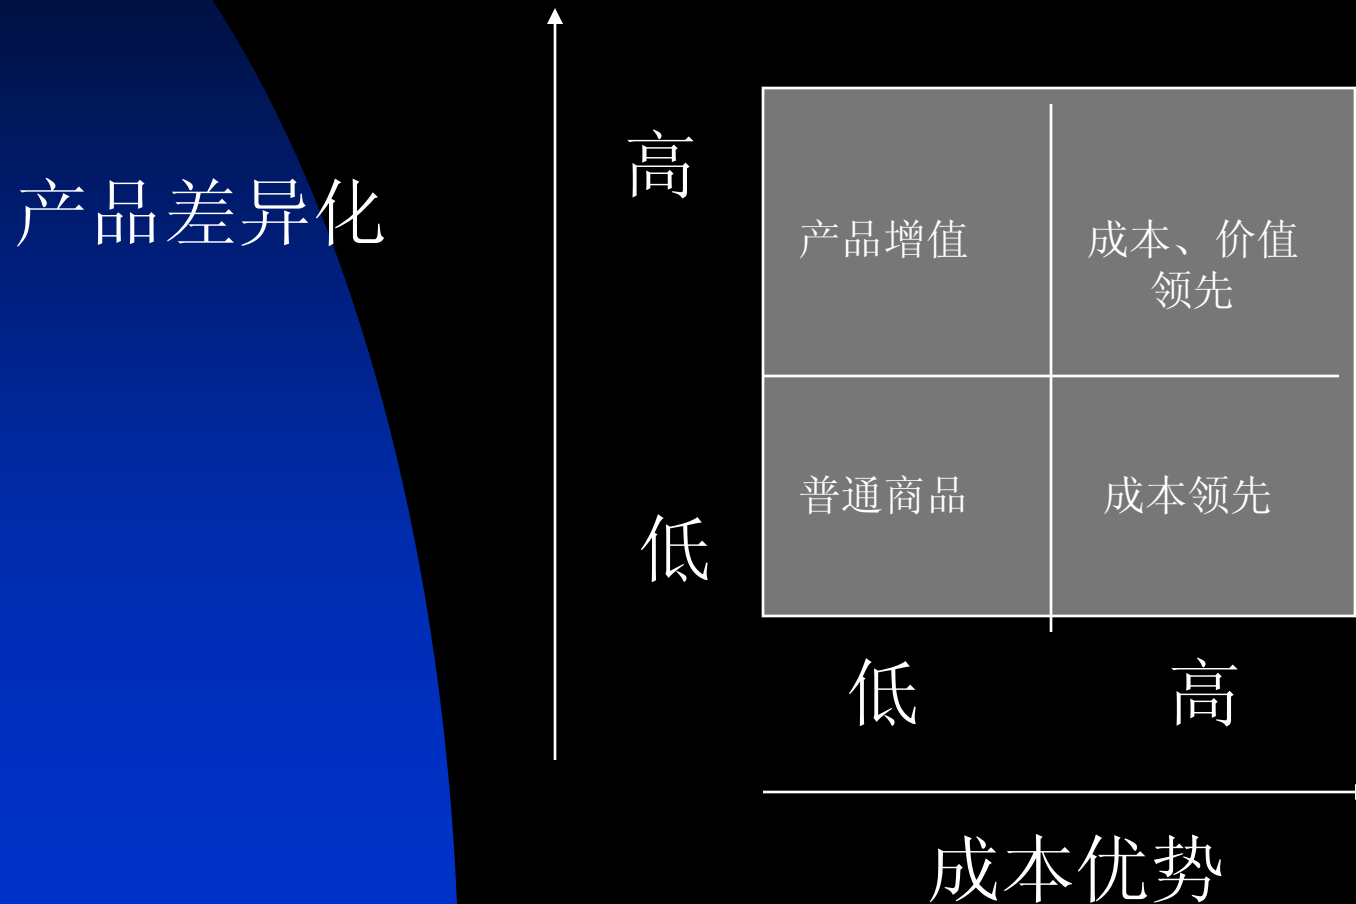 高
产品差异化
产品增值
成本、价值
领先
普通商品
成本领先
低
低
高
成本优势